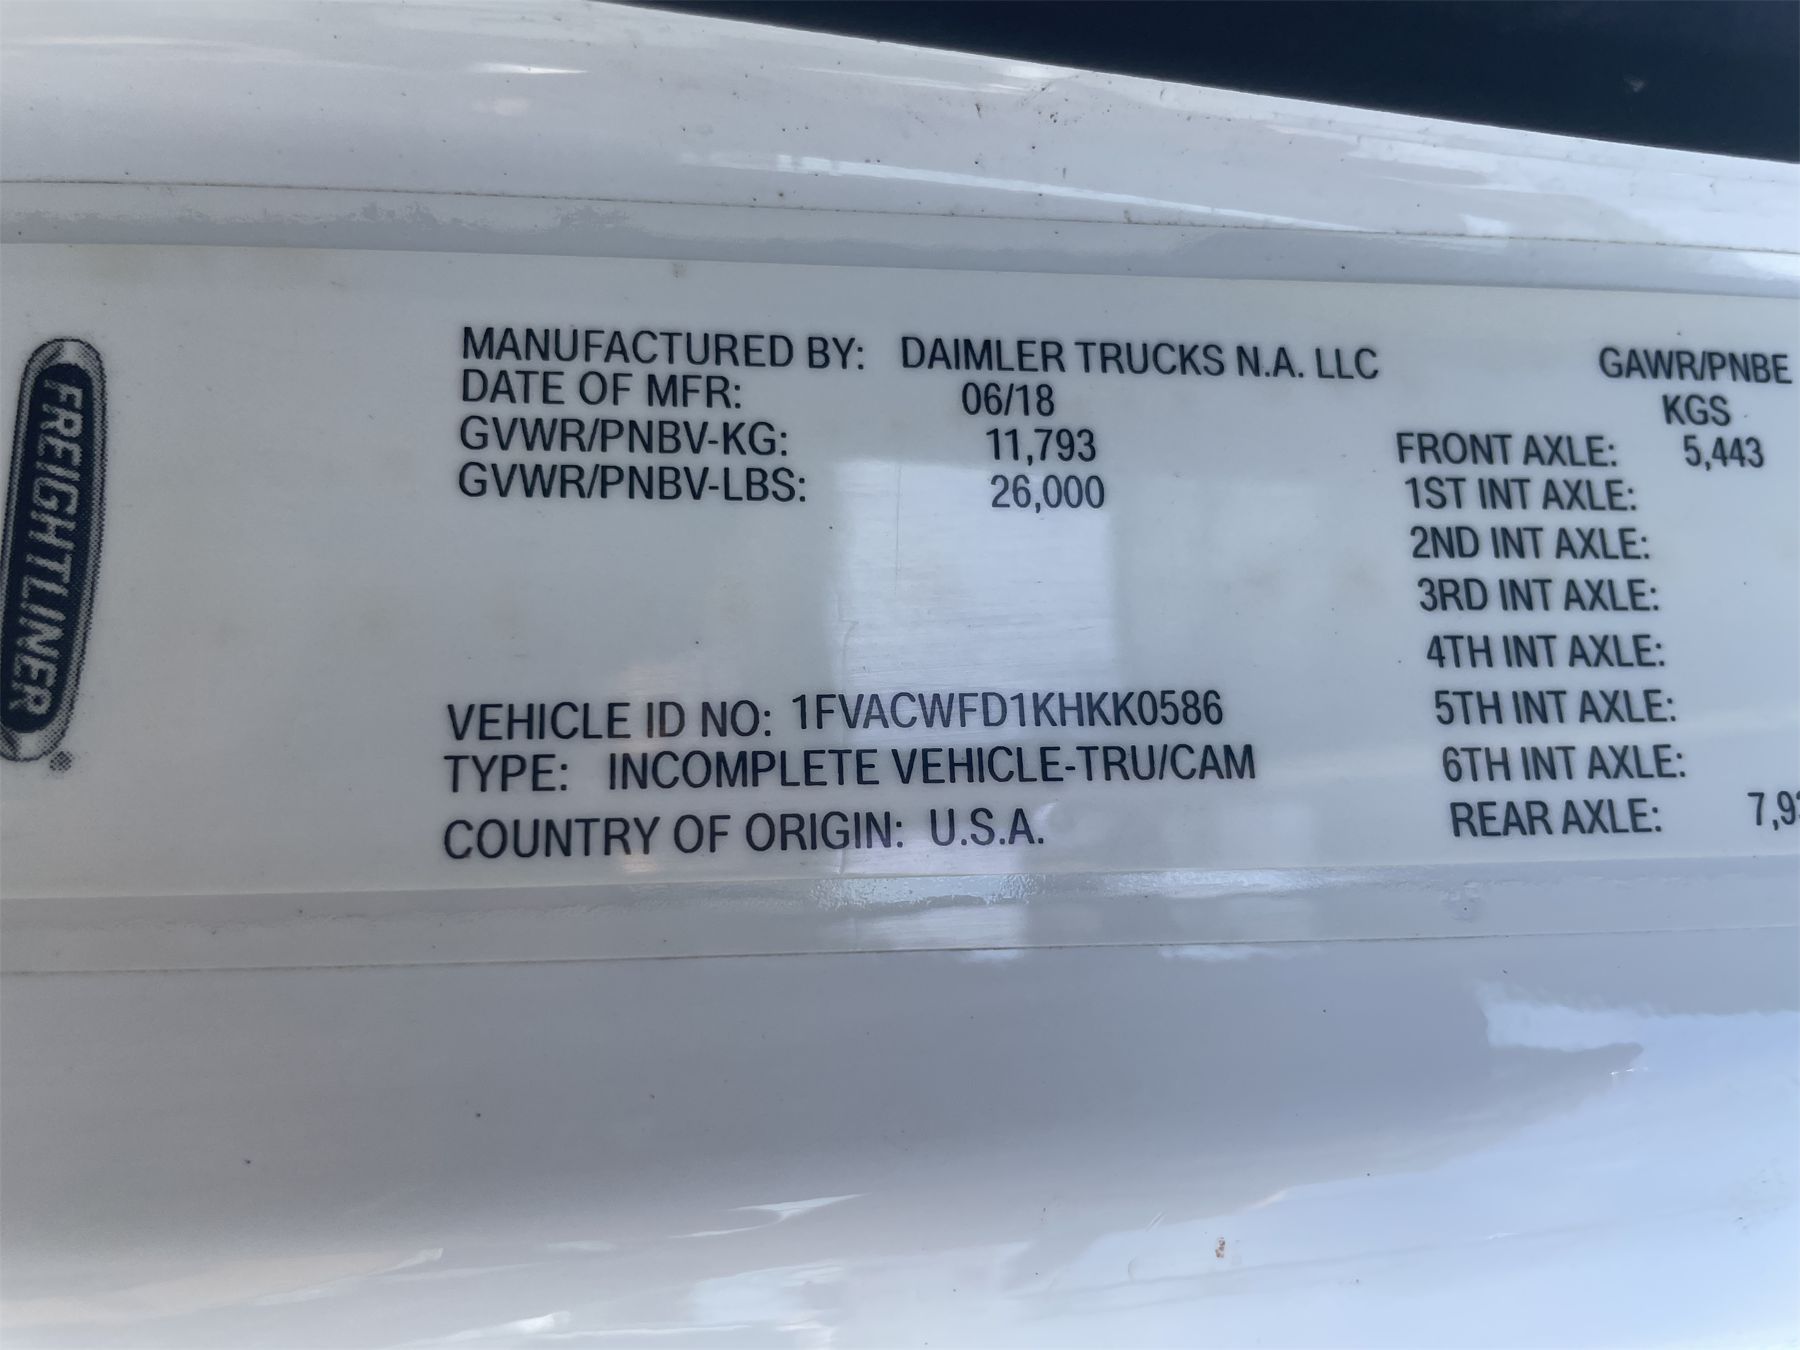 FREIGHTLINER
MANUFACTURED BY: DAIMLER TRUCKS N.A. LLC
DATE OF MFR: 06/18
GVWR/PNBV-KG: 11,793
GVWR/PNBV-LBS: 26,000
VEHICLE ID NO: 1FVACWFD1KHKK0586
TYPE: INCOMPLETE VEHICLE-TRU/CAM
COUNTRY OF ORIGIN: U.S.A.
GAWR/PNBE
KGS
FRONT AXLE: 5,443
1ST INT AXLE:
2ND INT AXLE:
3RD INT AXLE:
4TH INT AXLE:
5TH INT AXLE:
6TH INT AXLE:
REAR AXLE: